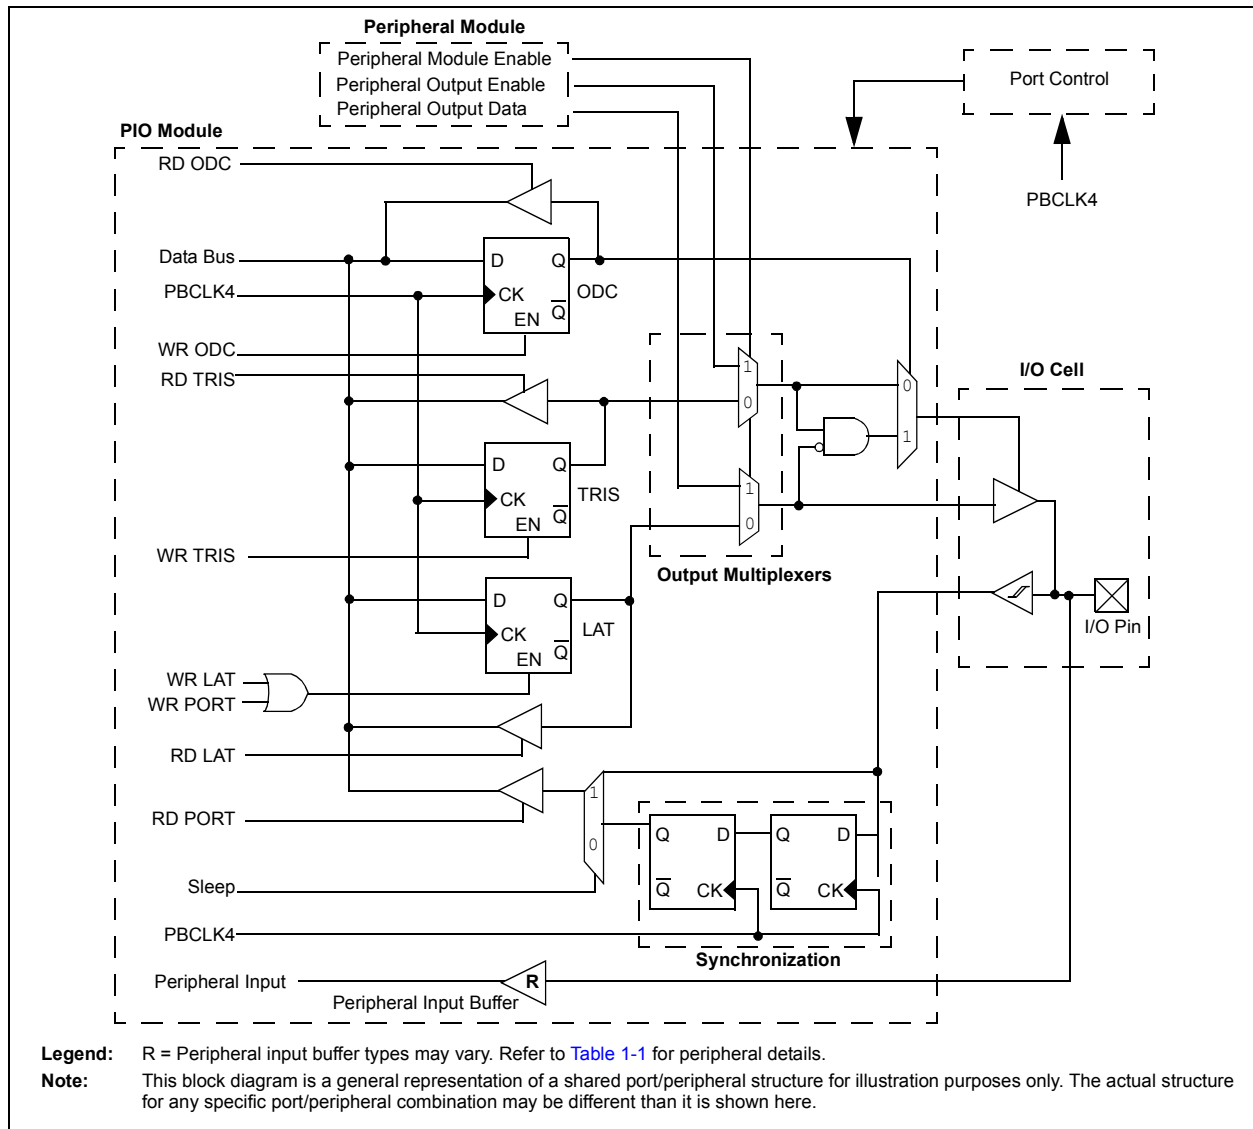 Peripheral Module
Peripheral Module Enable
Peripheral Output Enable
Peripheral Output Data
Port Control
PBCLK4
PIO Module
RD ODC
Data Bus
D Q
PBCLK4
CK
ODC
EN Q
WR ODC
RD TRIS
1
0
I/O Cell
0
1
D Q
CK
TRIS
EN Q
1
0
WR TRIS
Output Multiplexers
D Q
CK
LAT
EN Q
I/O Pin
WR LAT
WR PORT
RD LAT
1
RD PORT
0
Q D Q D
Q CK Q CK
Sleep
PBCLK4
Synchronization
Peripheral Input
R
Peripheral Input Buffer
Legend: R = Peripheral input buffer types may vary. Refer to Table 1-1 for peripheral details.
Note: This block diagram is a general representation of a shared port/peripheral structure for illustration purposes only. The actual structure
for any specific port/peripheral combination may be different than it is shown here.